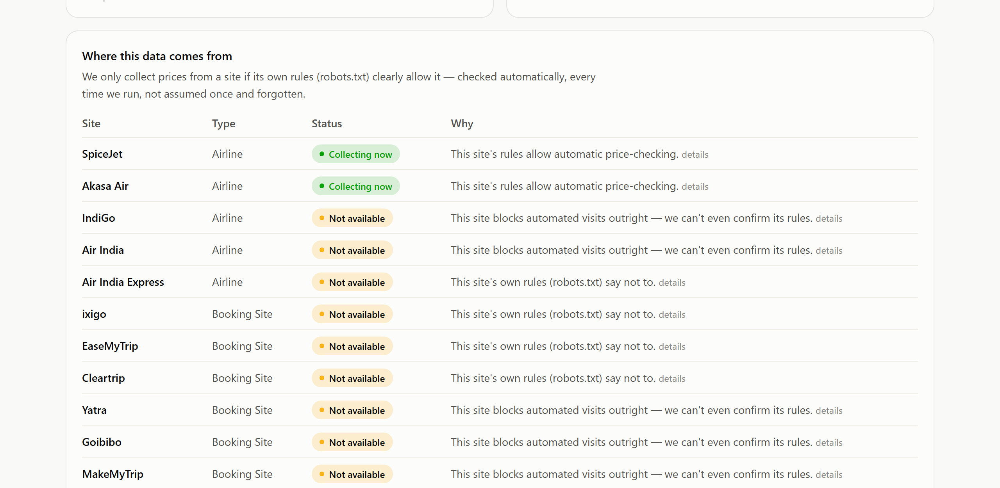 Where this data comes from
We only collect prices from a site if its own rules (robots.txt) clearly allow it — checked automatically, every
time we run, not assumed once and forgotten.
Site Type Status Why
SpiceJet Airline Collecting now This site's rules allow automatic price-checking. details
Akasa Air Airline Collecting now This site's rules allow automatic price-checking. details
IndiGo Airline Not available This site blocks automated visits outright — we can't even confirm its rules. details
Air India Airline Not available This site blocks automated visits outright — we can't even confirm its rules. details
Air India Express Airline Not available This site's own rules (robots.txt) say not to. details
ixigo Booking Site Not available This site's own rules (robots.txt) say not to. details
EaseMyTrip Booking Site Not available This site's own rules (robots.txt) say not to. details
Cleartrip Booking Site Not available This site's own rules (robots.txt) say not to. details
Yatra Booking Site Not available This site blocks automated visits outright — we can't even confirm its rules. details
Goibibo Booking Site Not available This site blocks automated visits outright — we can't even confirm its rules. details
MakeMyTrip Booking Site Not available This site blocks automated visits outright — we can't even confirm its rules. details